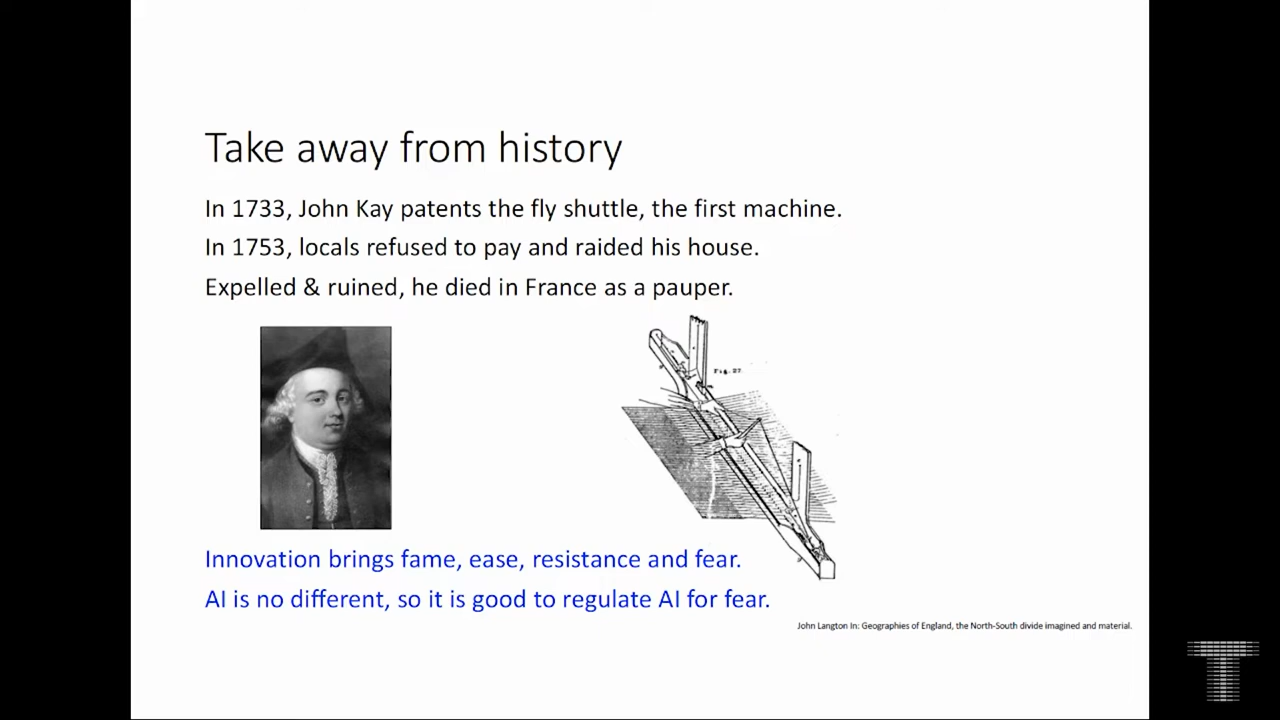 Take away from history
In 1733, John Kay patents the fly shuttle, the first machine.
In 1753, locals refused to pay and raided his house.
Expelled & ruined, he died in France as a pauper.
Fig. 27.
Innovation brings fame, ease, resistance and fear.
AI is no different, so it is good to regulate AI for fear.
John Langton In: Geographies of England, the North-South divide imagined and material.
T